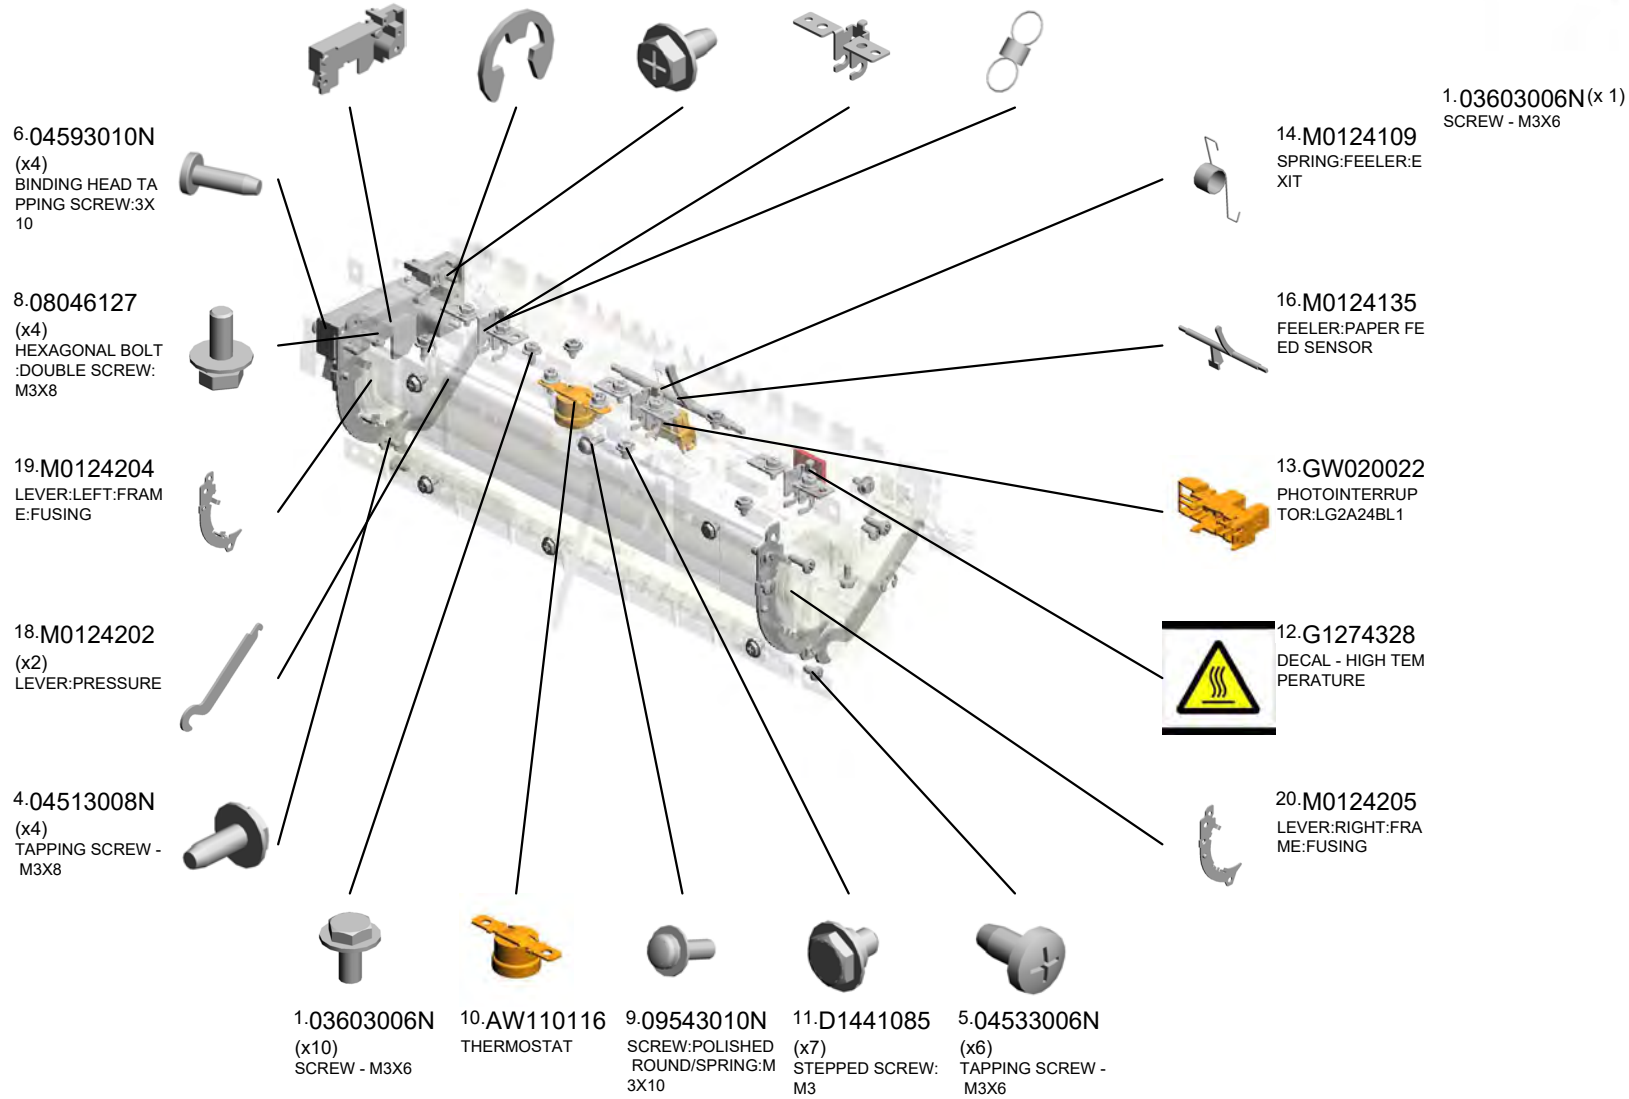 1.03603006N(x 1)
SCREW - M3X6
6.04593010N
(x4)
BINDING HEAD TA
PPING SCREW:3X
10
8.08046127
(x4)
HEXAGONAL BOLT
:DOUBLE SCREW:
M3X8
19.M0124204
LEVER:LEFT:FRAM
E:FUSING
18.M0124202
(x2)
LEVER:PRESSURE
4.04513008N
(x4)
TAPPING SCREW -
M3X8
14.M0124109
SPRING:FEELER:E
XIT
16.M0124135
FEELER:PAPER FE
ED SENSOR
13.GW020022
PHOTOINTERRUP
TOR:LG2A24BL1
12.G1274328
DECAL - HIGH TEM
PERATURE
20.M0124205
LEVER:RIGHT:FRA
ME:FUSING
1.03603006N
(x10)
SCREW - M3X6
10.AW110116
THERMOSTAT
9.09543010N
SCREW:POLISHED
ROUND/SPRING:M
3X10
11.D1441085
(x7)
STEPPED SCREW:
M3
5.04533006N
(x6)
TAPPING SCREW -
M3X6